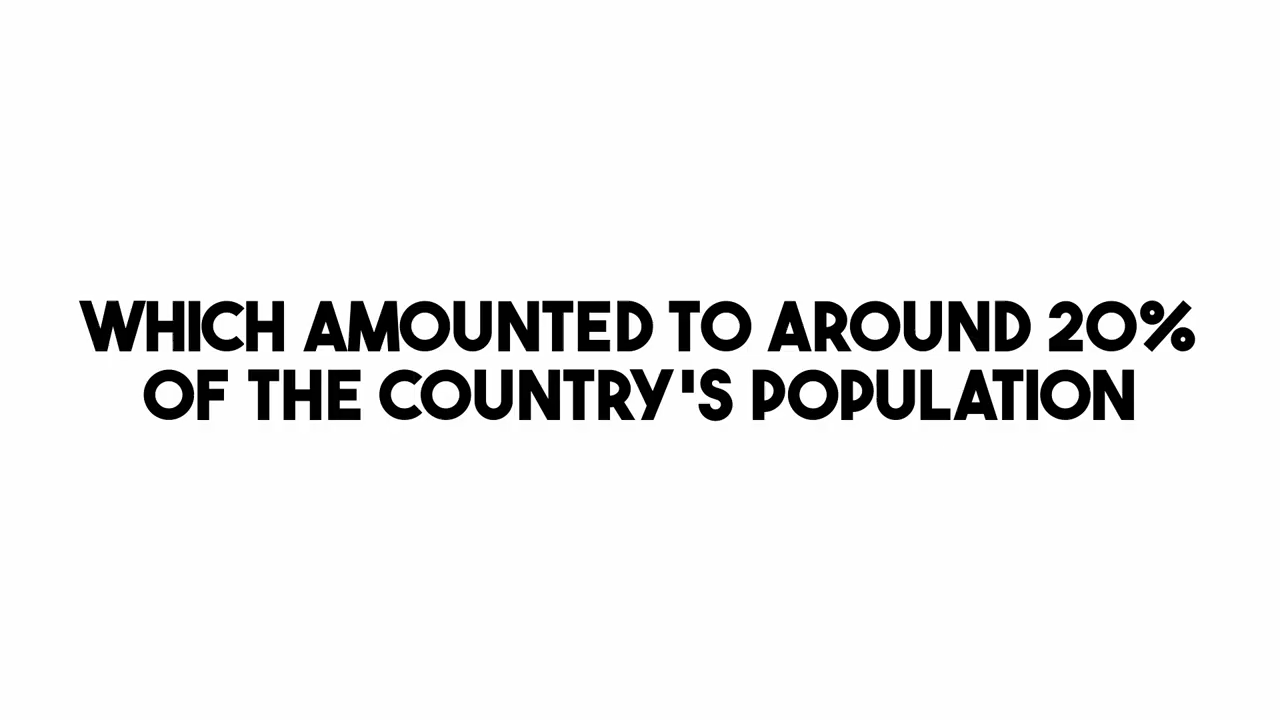 WHICH AMOUNTED TO AROUND 20%
OF THE COUNTRY'S POPULATION